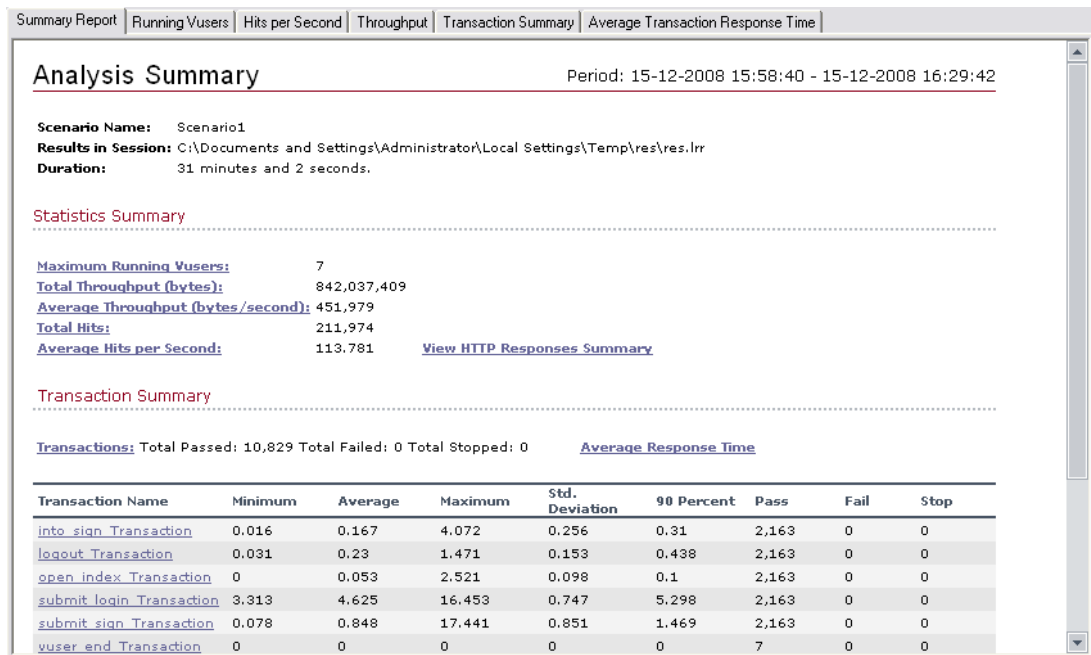 Summary Report Running Vusers Hits per Second Throughput Transaction Summary Average Transaction Response Time
Analysis Summary Period: 15-12-2008 15:58:40 - 15-12-2008 16:29:42
Scenario Name: Scenario1
Results in Session: C:\Documents and Settings\Administrator\Local Settings\Temp\res\res.lrr
Duration: 31 minutes and 2 seconds.
Statistics Summary
Maximum Running Vusers: 7
Total Throughput (bytes): 842,037,409
Average Throughput (bytes/second): 451,979
Total Hits: 211,974
Average Hits per Second: 113.781 View HTTP Responses Summary
Transaction Summary
Transactions: Total Passed: 10,829 Total Failed: 0 Total Stopped: 0 Average Response Time
Transaction Name Minimum Average Maximum Std. Deviation 90 Percent Pass Fail Stop
into_sign_Transaction 0.016 0.167 4.072 0.256 0.31 2,163 0 0
logout_Transaction 0.031 0.23 1.471 0.153 0.438 2,163 0 0
open_index_Transaction 0 0.053 2.521 0.098 0.1 2,163 0 0
submit_login_Transaction 3.313 4.625 16.453 0.747 5.298 2,163 0 0
submit_sign_Transaction 0.078 0.848 17.441 0.851 1.469 2,163 0 0
vuser_end_Transaction 0 0 0 0 0 7 0 0